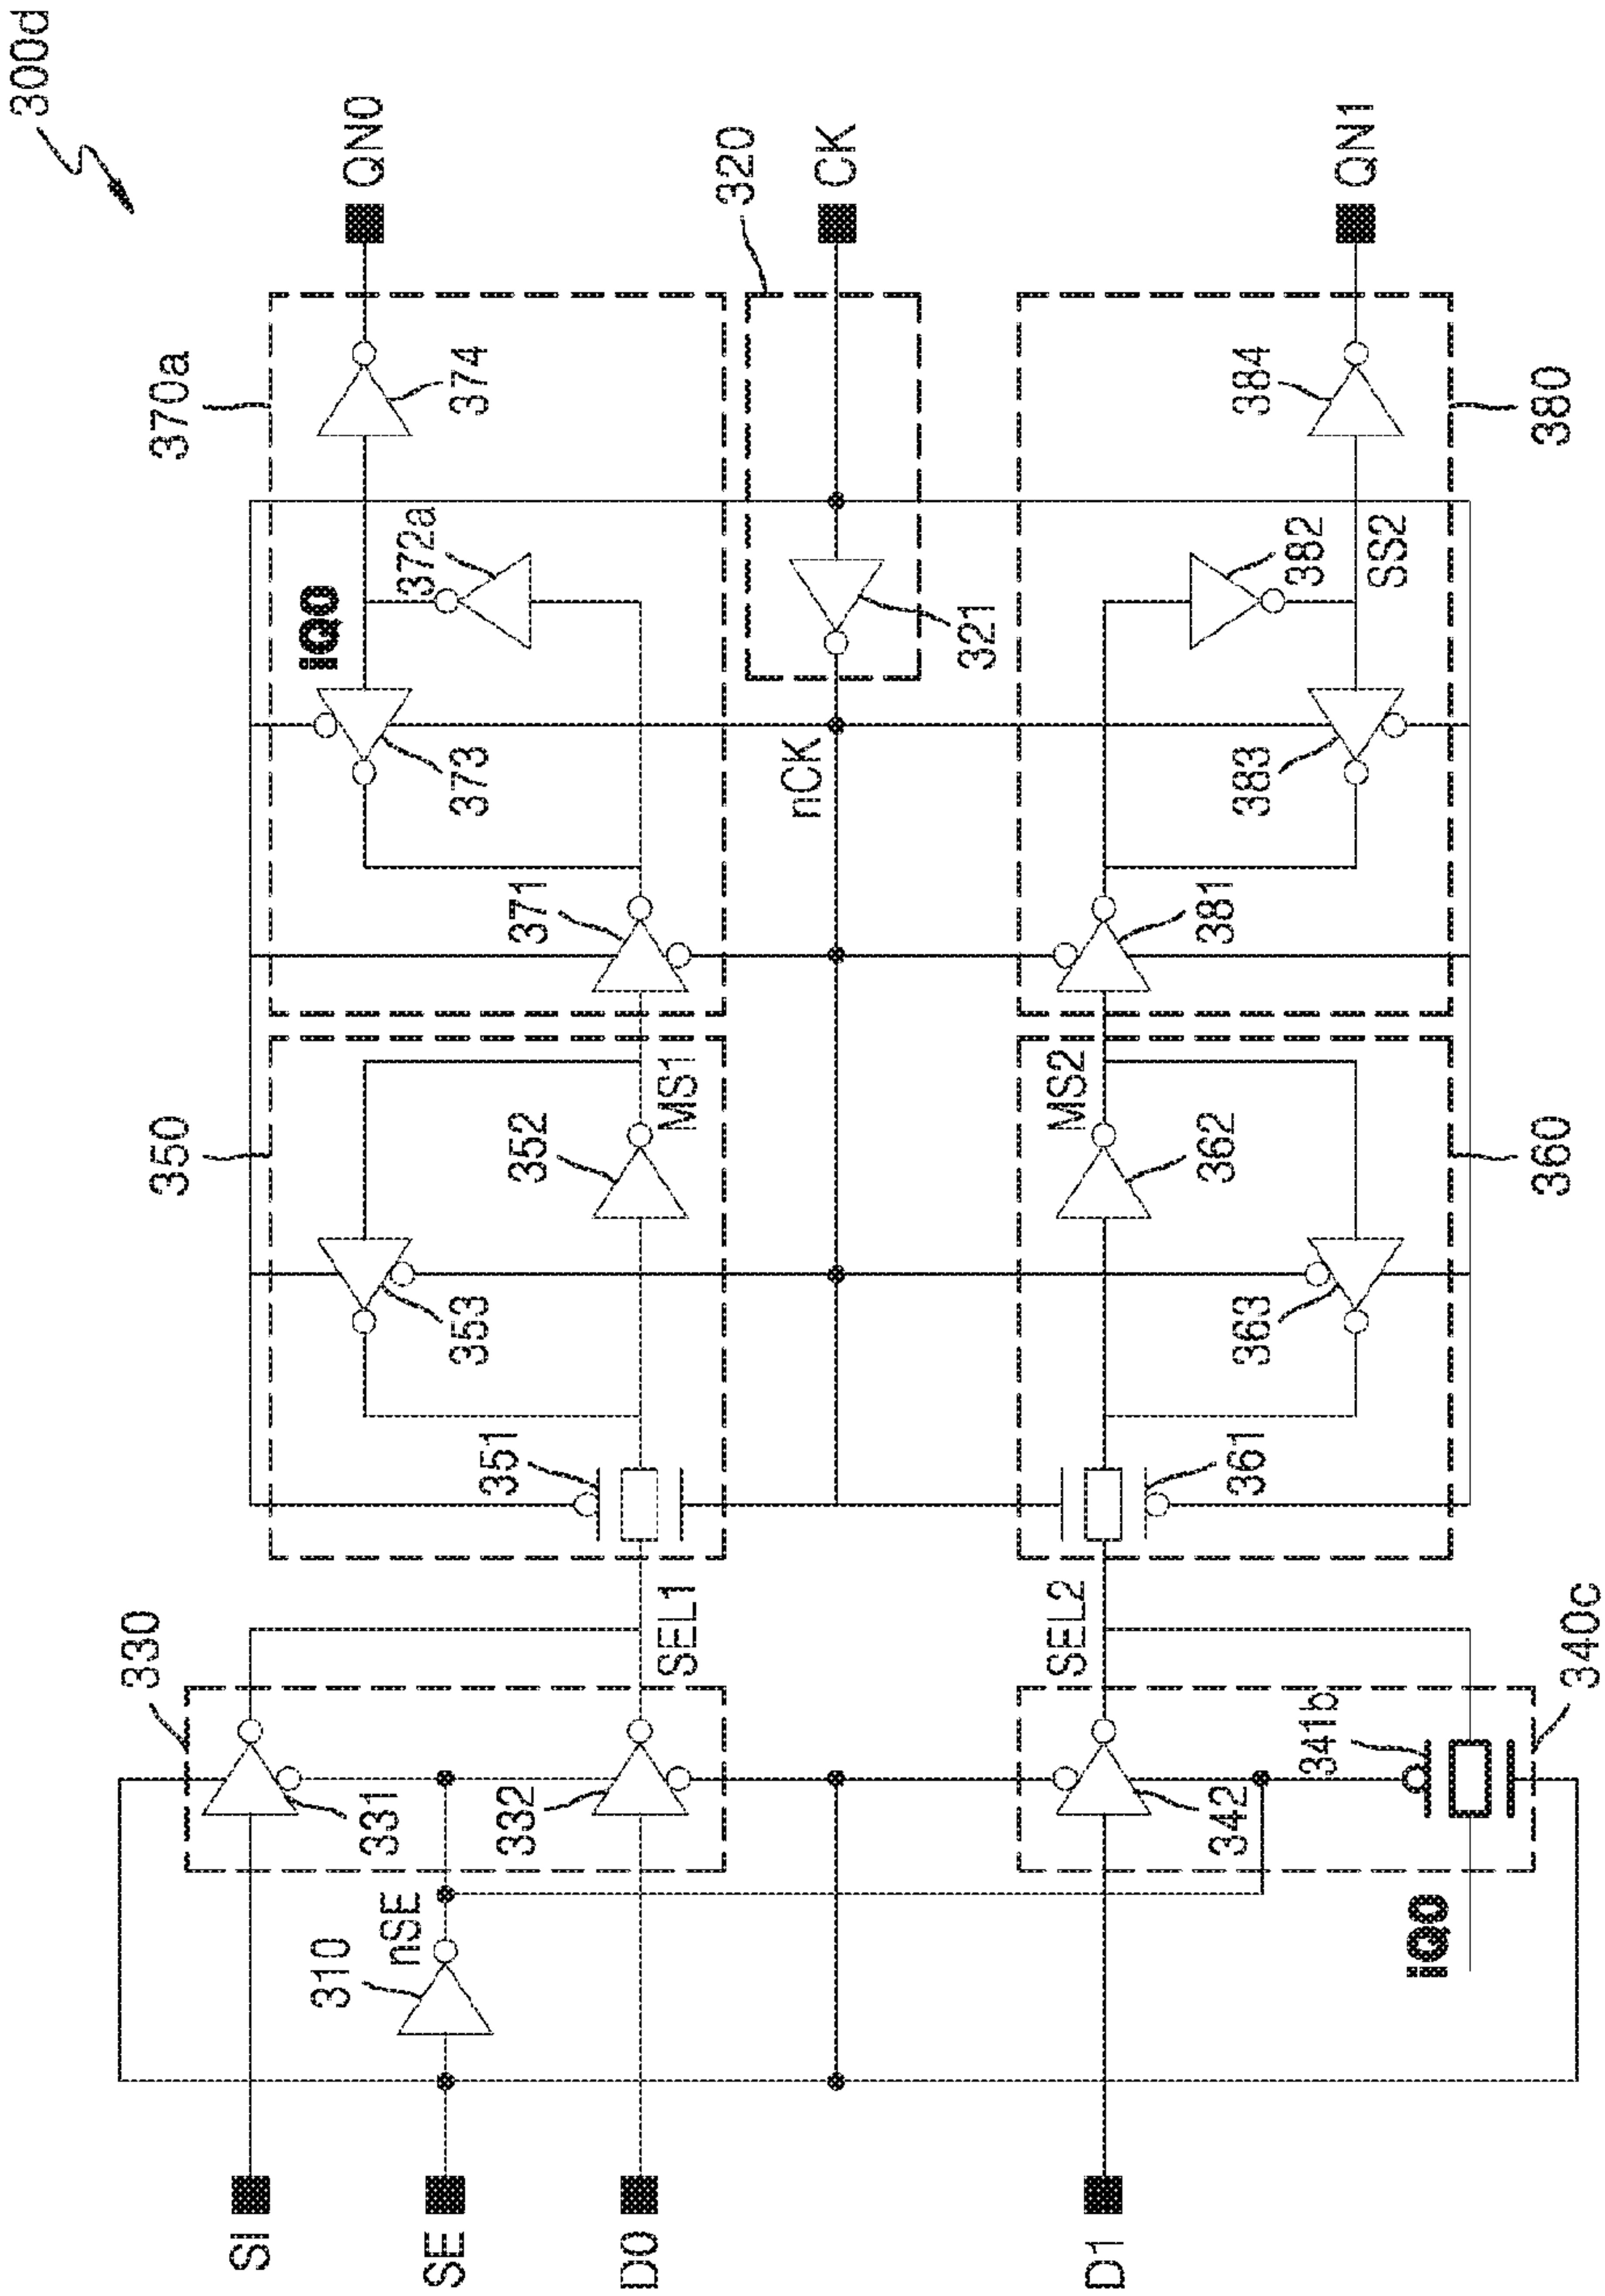 300d
370a
QN0
374
372a
iQ0
373
371
320
CK
321
nCK
384
QN1
380
382
SS2
383
381
350
352
MS1
353
351
MS2
362
360
363
361
330
SEL1
331
332
310
nSE
SEL2
340c
341b
342
iQ0
SI
SE
D0
D1